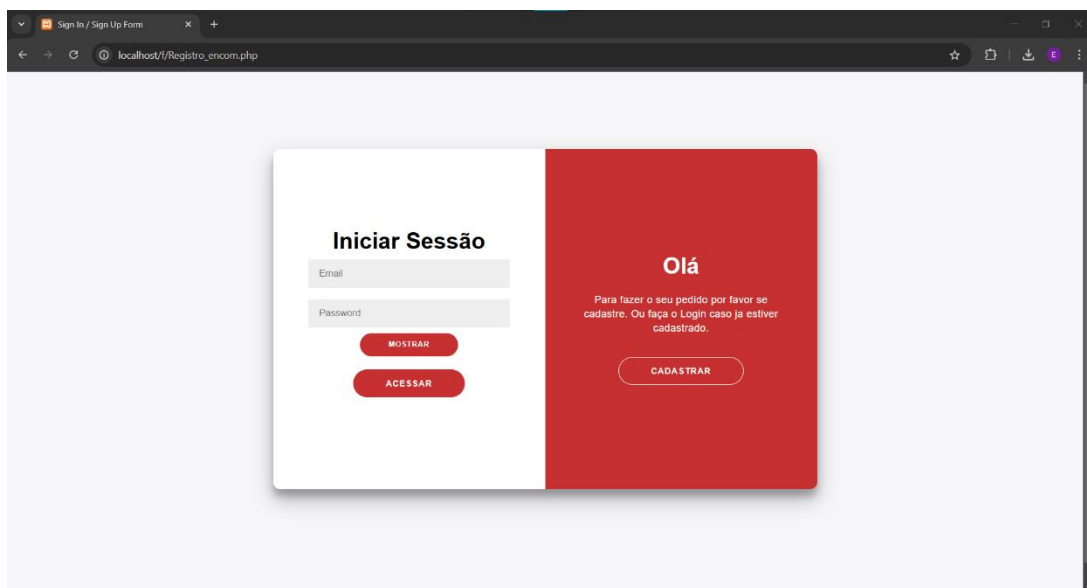 Sign In / Sign Up Form
localhost/f/Registro_encom.php
E
Iniciar Sessão
Email
Password
MOSTRAR
ACESSAR
Olá
Para fazer o seu pedido por favor se
cadastre. Ou faça o Login caso ja estiver
cadastrado.
CADASTRAR